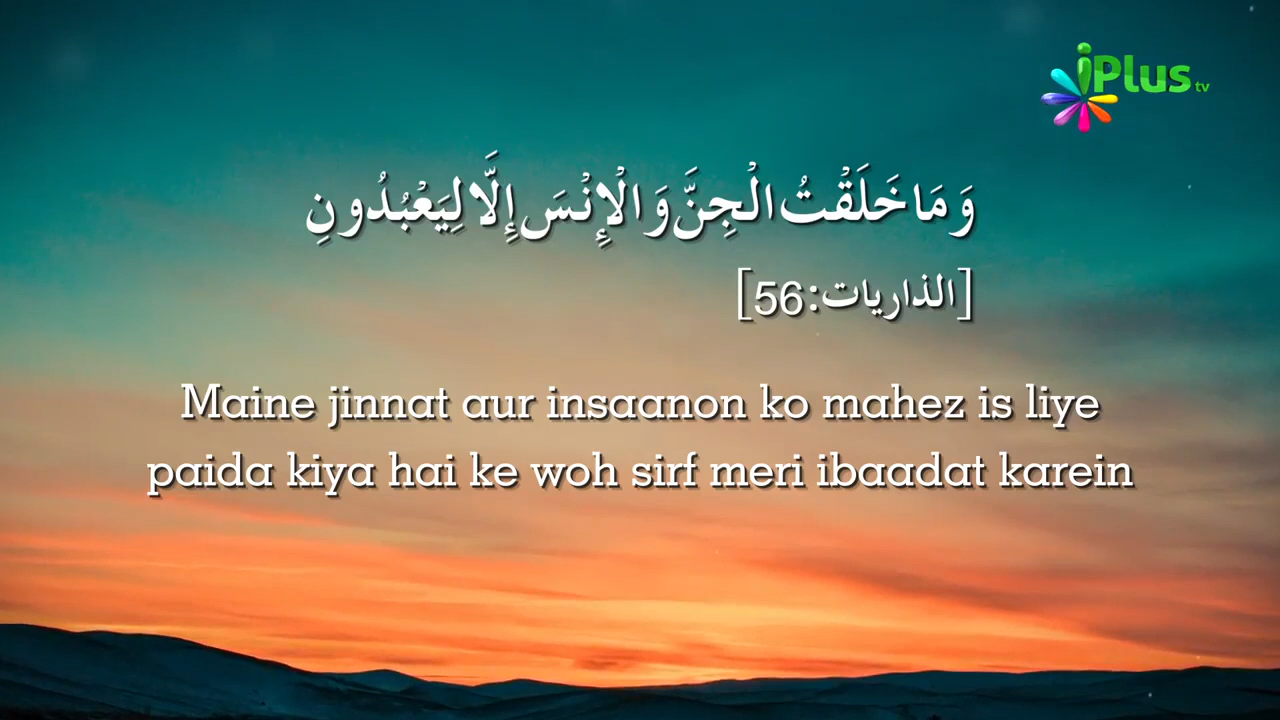 iPlus tv
وَمَا خَلَقْتُ الْجِنَّ وَالْإِنْسَ إِلَّا لِيَعْبُدُونِ
[الذاريات:56]
Maine jinnat aur insaanon ko mahez is liye
paida kiya hai ke woh sirf meri ibaadat karein